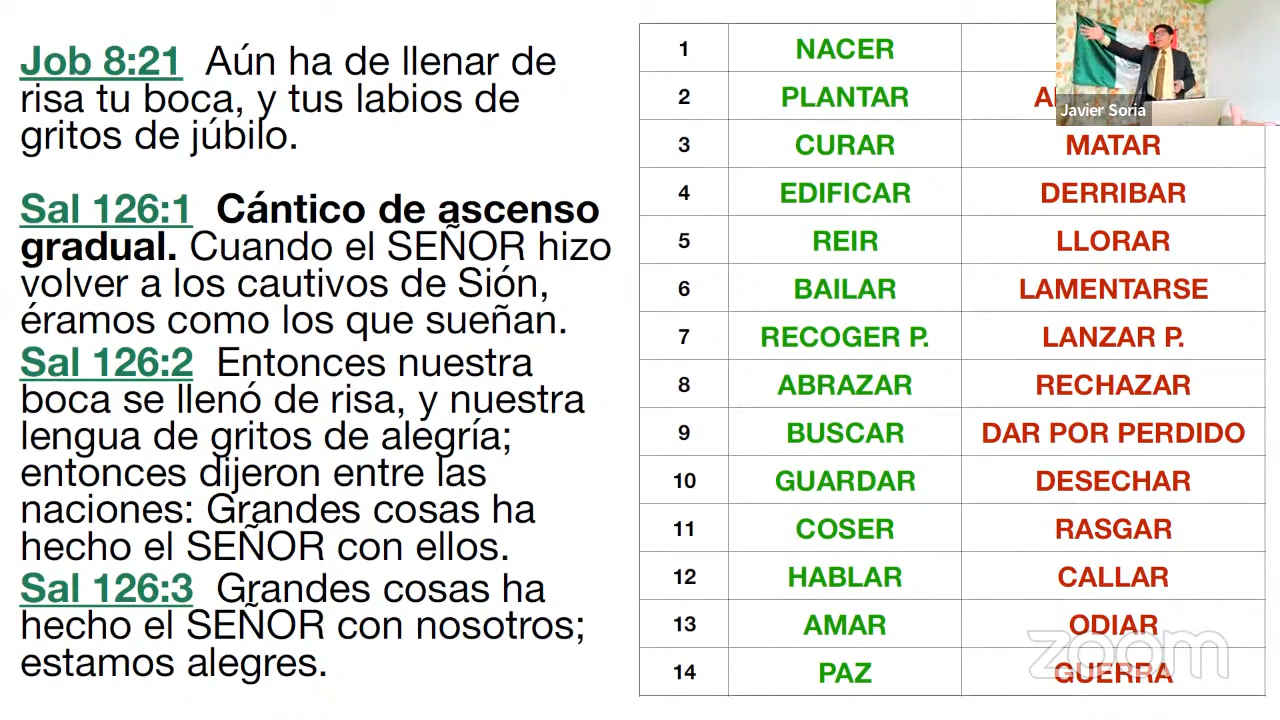 Job 8:21 Aún ha de llenar de
risa tu boca, y tus labios de
gritos de júbilo.
Sal 126:1 Cántico de ascenso
gradual. Cuando el SEÑOR hizo
volver a los cautivos de Sión,
éramos como los que sueñan.
Sal 126:2 Entonces nuestra
boca se llenó de risa, y nuestra
lengua de gritos de alegría;
entonces dijeron entre las
naciones: Grandes cosas ha
hecho el SEÑOR con ellos.
Sal 126:3 Grandes cosas ha
hecho el SEÑOR con nosotros;
estamos alegres.
1 NACER
2 PLANTAR
3 CURAR MATAR
4 EDIFICAR DERRIBAR
5 REIR LLORAR
6 BAILAR LAMENTARSE
7 RECOGER P. LANZAR P.
8 ABRAZAR RECHAZAR
9 BUSCAR DAR POR PERDIDO
10 GUARDAR DESECHAR
11 COSER RASGAR
12 HABLAR CALLAR
13 AMAR ODIAR
14 PAZ GUERRA
Javier Soria
zoom